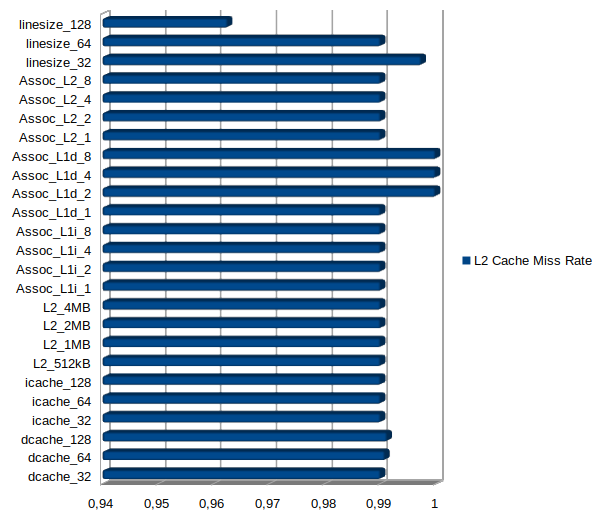 linesize_128
linesize_64
linesize_32
Assoc_L2_8
Assoc_L2_4
Assoc_L2_2
Assoc_L2_1
Assoc_L1d_8
Assoc_L1d_4
Assoc_L1d_2
Assoc_L1d_1
Assoc_L1i_8
Assoc_L1i_4
Assoc_L1i_2
Assoc_L1i_1
L2_4MB
L2_2MB
L2_1MB
L2_512kB
icache_128
icache_64
icache_32
dcache_128
dcache_64
dcache_32
0,94 0,95 0,96 0,97 0,98 0,99 1
L2 Cache Miss Rate